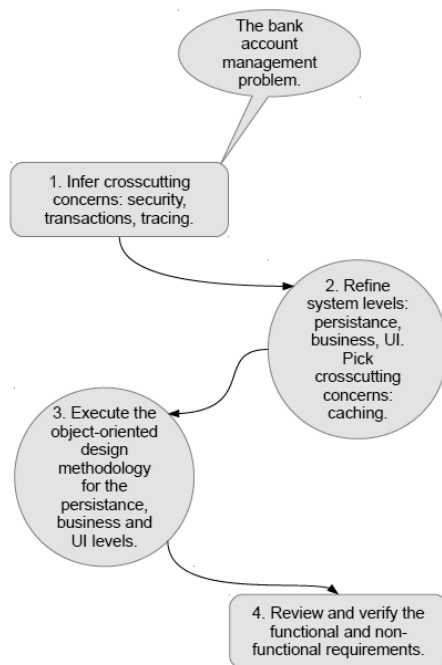 The bank
account
management
problem.
1. Infer crosscutting
concerns: security,
transactions, tracing.
2. Refine
system levels:
persistance,
business, UI.
Pick
crosscutting
concerns:
caching.
3. Execute the
object-oriented
design
methodology
for the
persistance,
business and
UI levels.
4. Review and verify the
functional and non-
functional requirements.